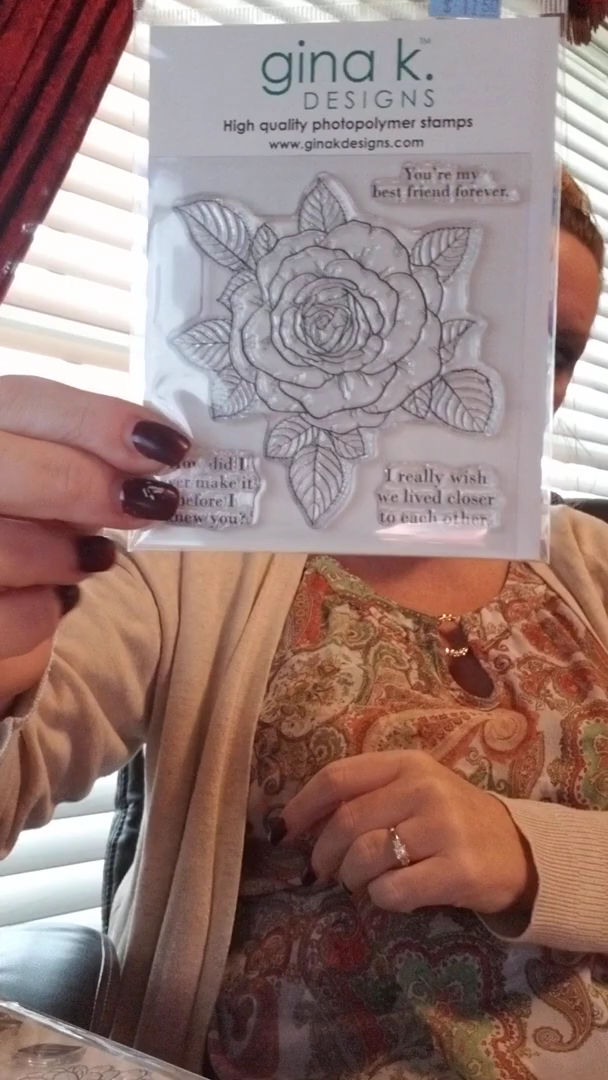 gina k.™
DESIGNS
High quality photopolymer stamps
www.ginakdesigns.com
You're my
best friend forever.
did I
make it
before I
you?
I really wish
we lived closer
to each other.